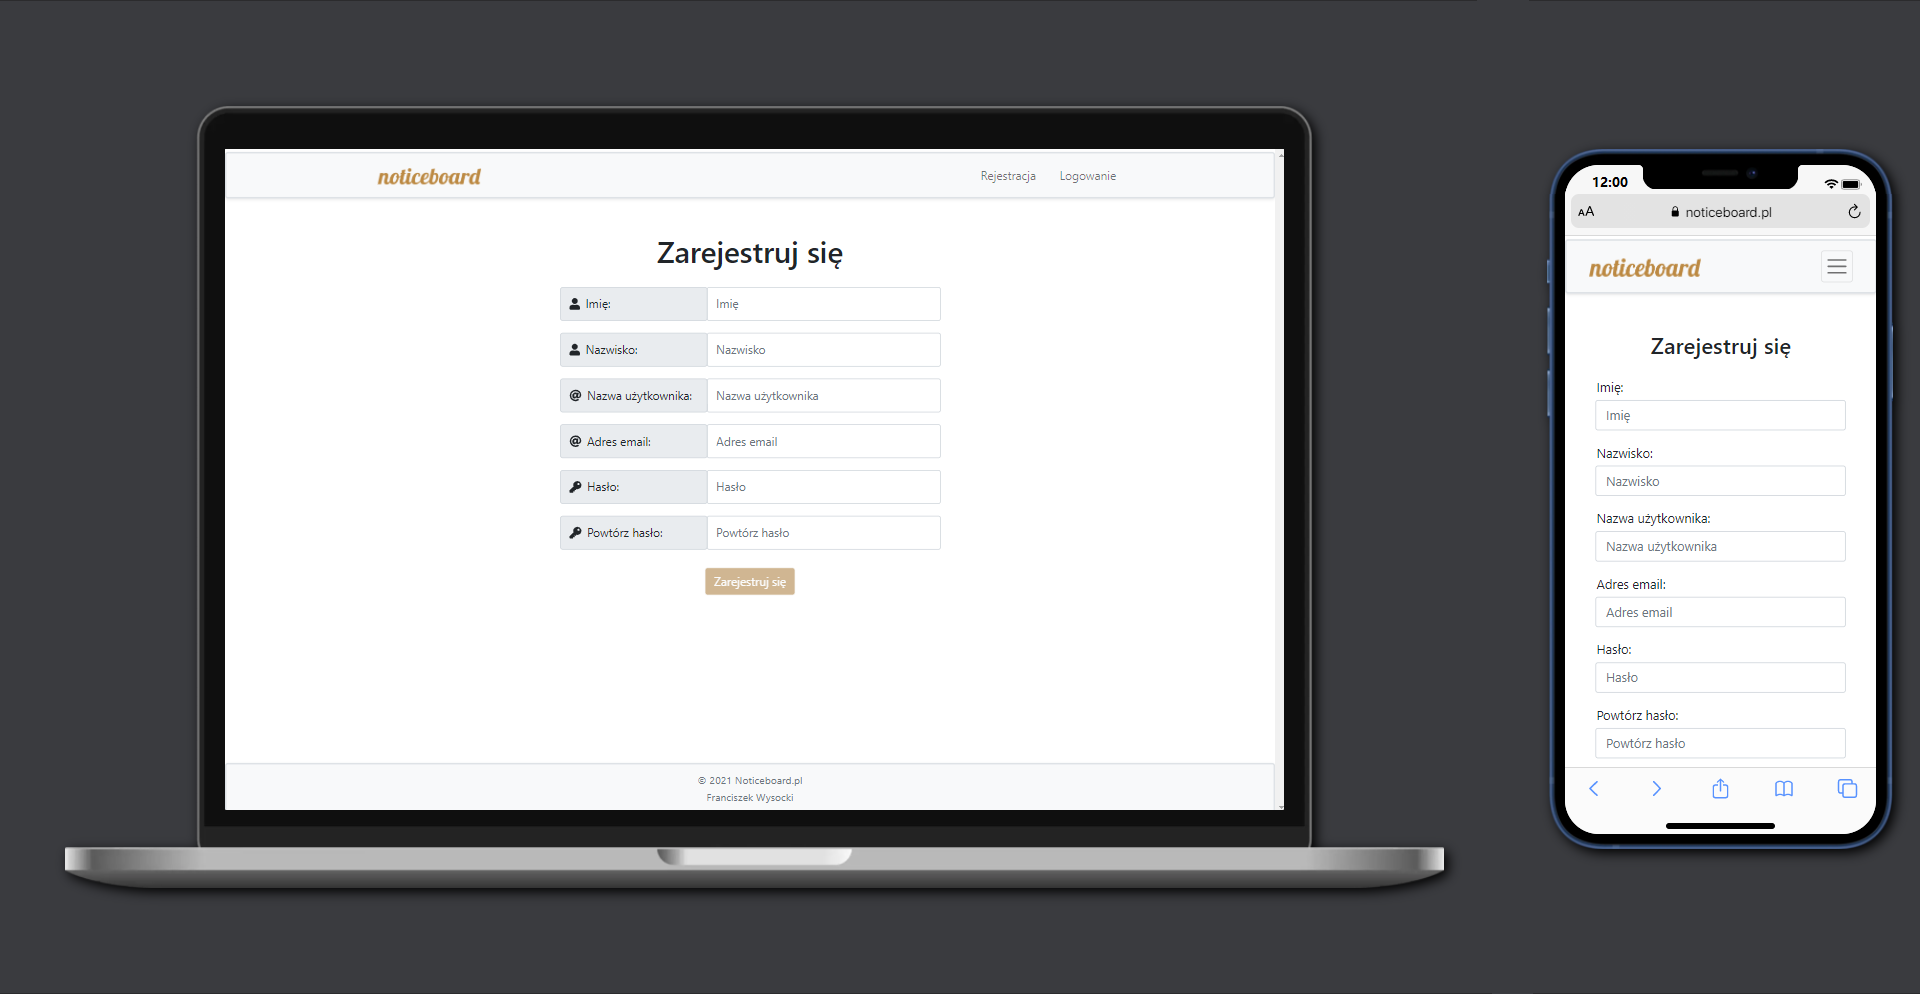 noticeboard
Rejestracja Logowanie
Zarejestruj się
Imię: Imię
Nazwisko: Nazwisko
@ Nazwa użytkownika: Nazwa użytkownika
@ Adres email: Adres email
Hasło: Hasło
Powtórz hasło: Powtórz hasło
Zarejestruj się
© 2021 Noticeboard.pl
Franciszek Wysocki
12:00
AA noticeboard.pl
noticeboard
Zarejestruj się
Imię:
Imię
Nazwisko:
Nazwisko
Nazwa użytkownika:
Nazwa użytkownika
Adres email:
Adres email
Hasło:
Hasło
Powtórz hasło:
Powtórz hasło